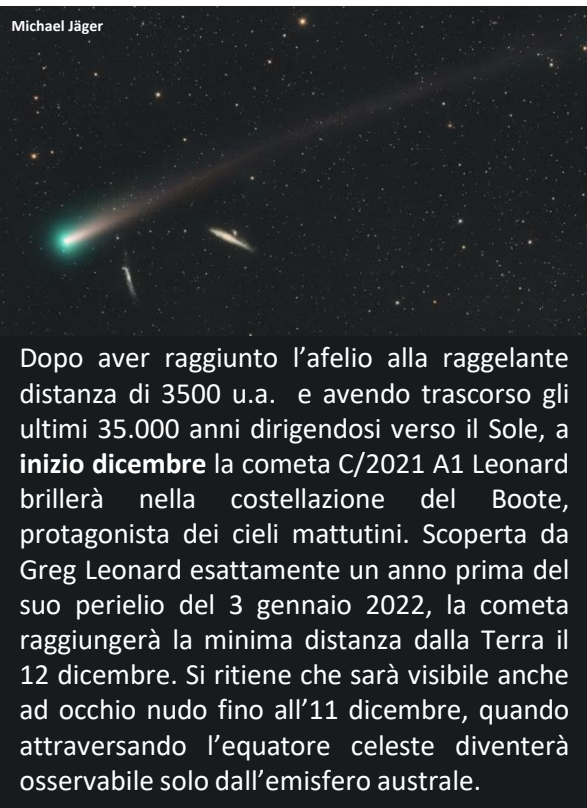 Michael Jäger
Dopo aver raggiunto l’afelio alla raggelante
distanza di 3500 u.a. e avendo trascorso gli
ultimi 35.000 anni dirigendosi verso il Sole, a
inizio dicembre la cometa C/2021 A1 Leonard
brillerà nella costellazione del Boote,
protagonista dei cieli mattutini. Scoperta da
Greg Leonard esattamente un anno prima del
suo perielio del 3 gennaio 2022, la cometa
raggiungerà la minima distanza dalla Terra il
12 dicembre. Si ritiene che sarà visibile anche
ad occhio nudo fino all’11 dicembre, quando
attraversando l’equatore celeste diventerà
osservabile solo dall’emisfero australe.